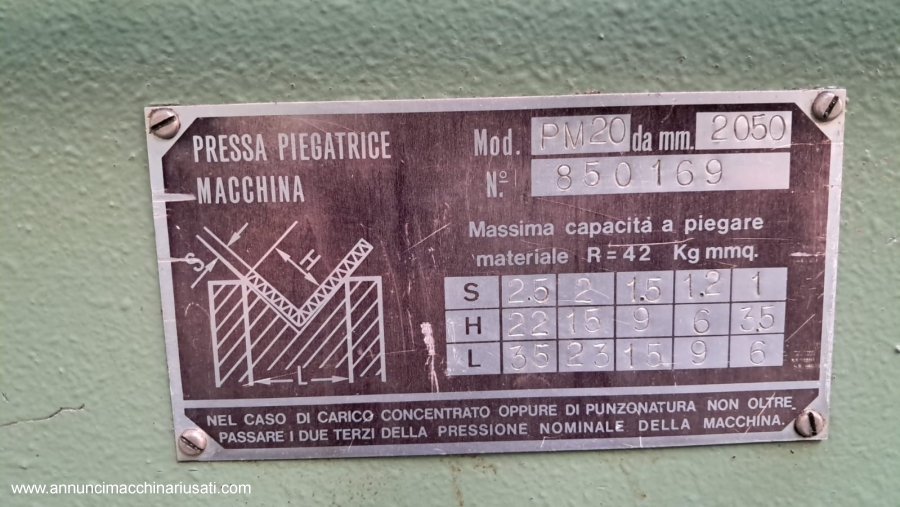 PRESSA PIEGATRICE
MACCHINA
Mod. PM20 da mm. 2050
N.º 850169
S
H
L
Massima capacità a piegare
materiale R=42 Kg mmq.
S 2.5 2 1.5 1.2 1
H 22 15 9 6 3.5
L 35 23 15 9 6
NEL CASO DI CARICO CONCENTRATO OPPURE DI PUNZONATURA NON OLTRE.
PASSARE I DUE TERZI DELLA PRESSIONE NOMINALE DELLA MACCHINA.
www.annuncimacchinariusati.com